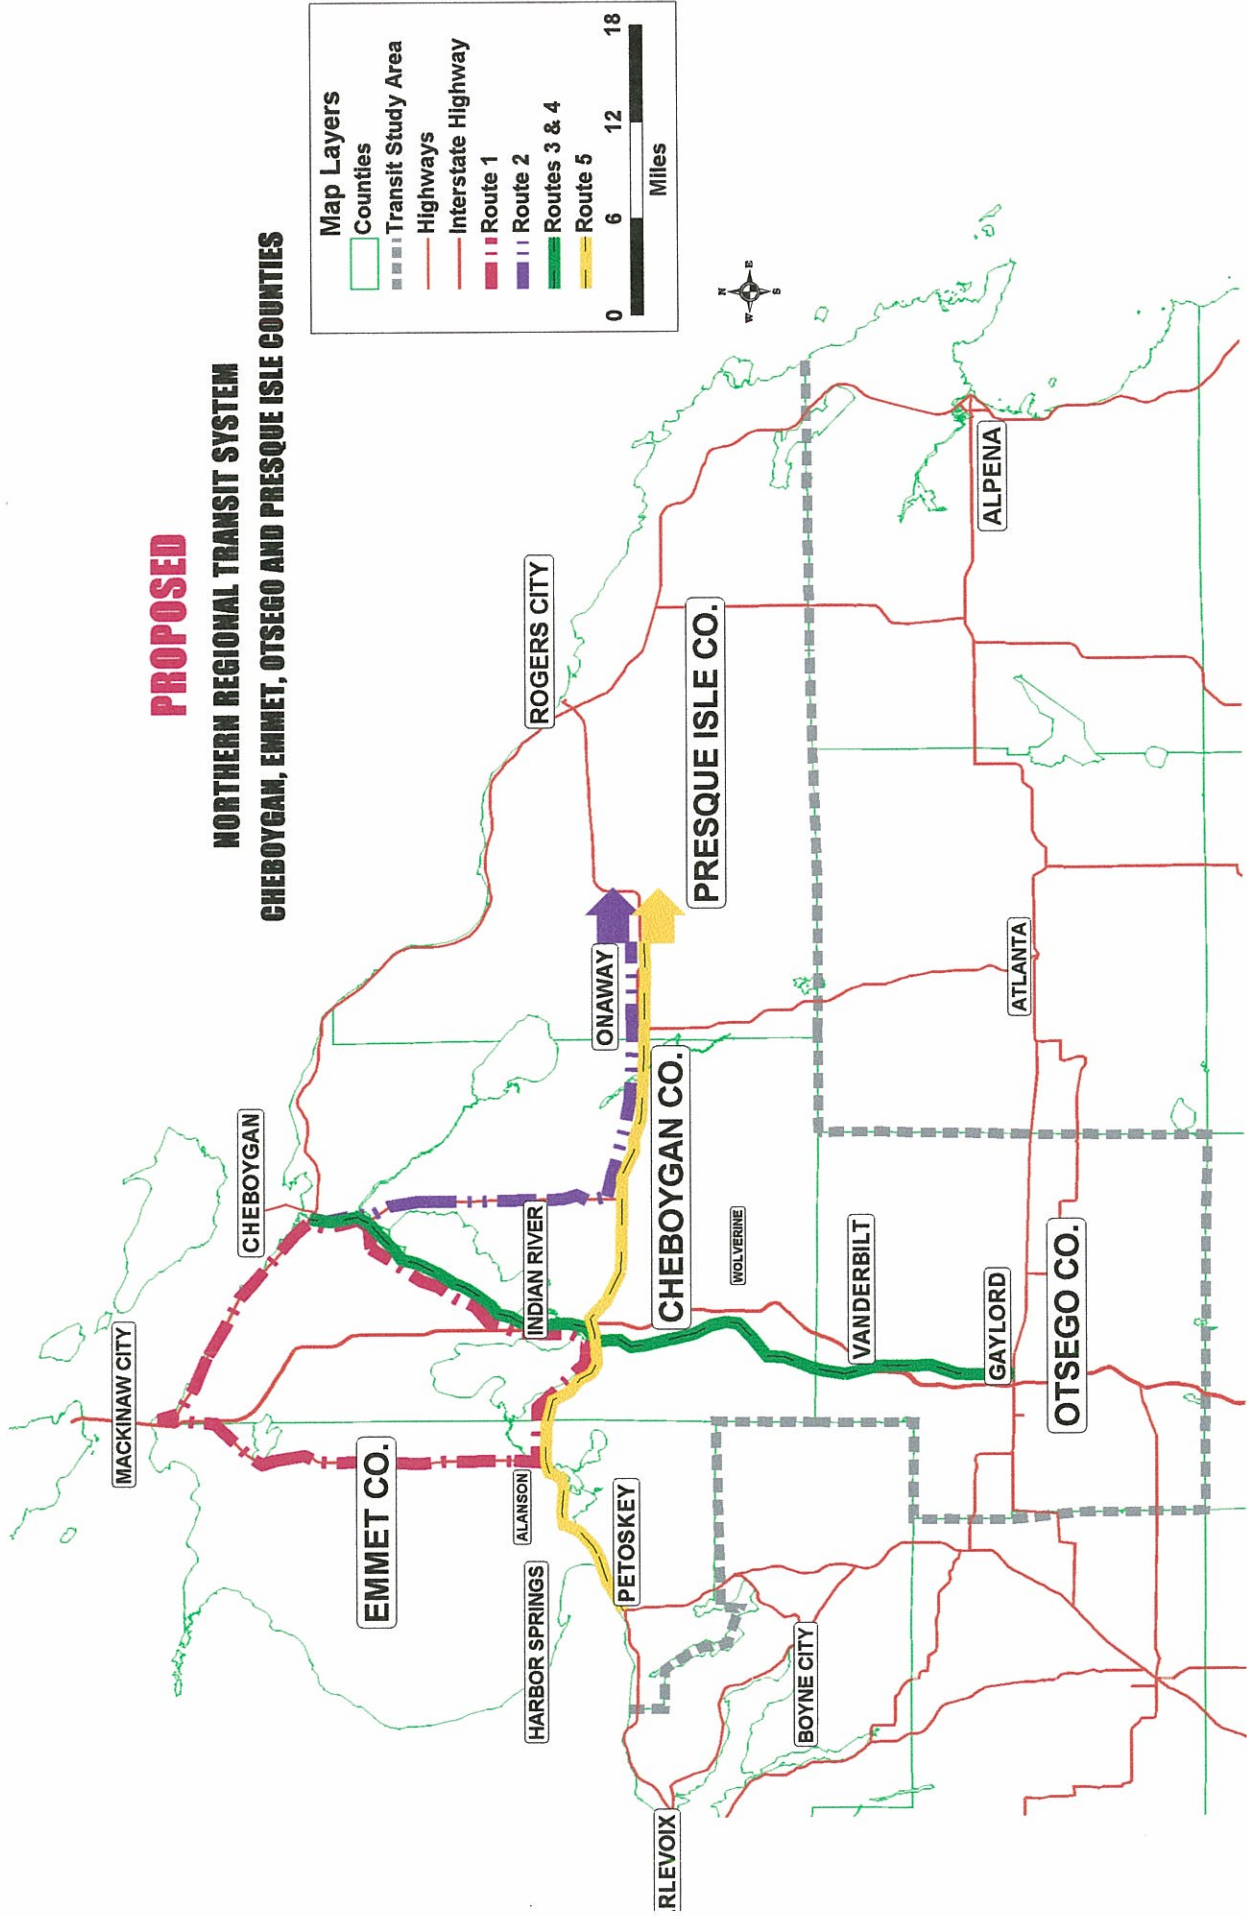 PROPOSED
NORTHERN REGIONAL TRANSIT SYSTEM
CHEBOYGAN, EMMET, OTSEGO AND PRESQUE ISLE COUNTIES
Map Layers
Counties
Transit Study Area
Highways
Interstate Highway
Route 1
Route 2
Routes 3 & 4
Route 5
0 6 12 18
Miles
N
W E
S
MACKINAW CITY
CHEBOYGAN
EMMET CO.
ALANSON
INDIAN RIVER
ONAWAY
ROGERS CITY
HARBOR SPRINGS
PETOSKEY
CHEBOYGAN CO.
PRESQUE ISLE CO.
RLEVOIX
WOLVERINE
BOYNE CITY
VANDERBILT
GAYLORD
ATLANTA
ALPENA
OTSEGO CO.